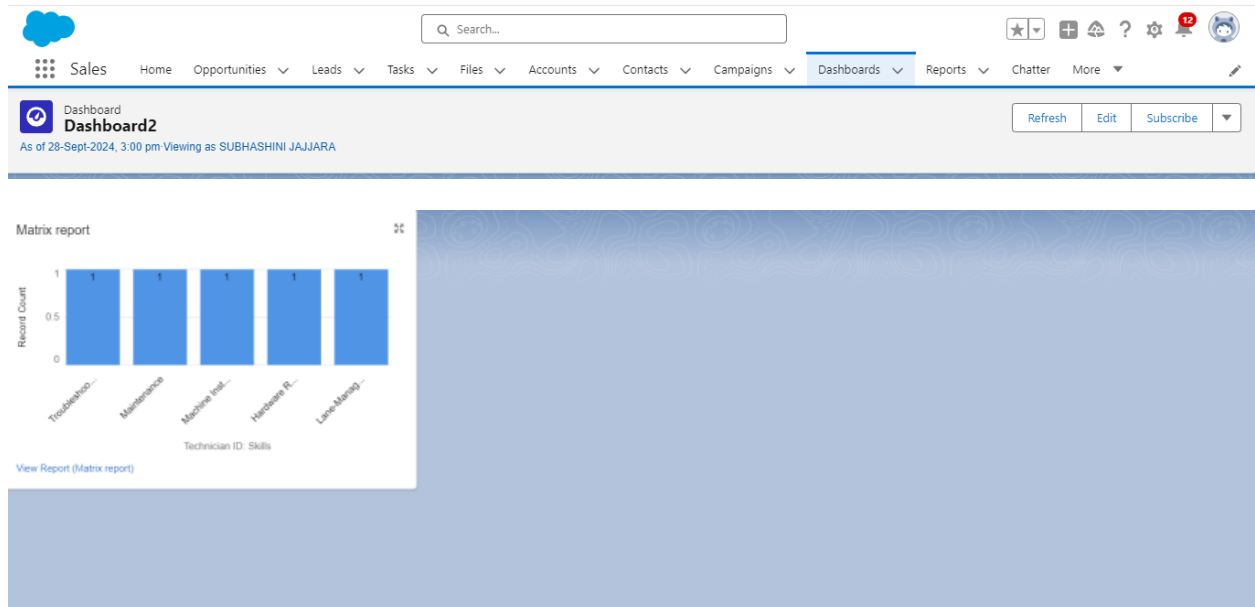 Search...
12
Sales Home Opportunities Leads Tasks Files Accounts Contacts Campaigns Dashboards Reports Chatter More
Dashboard
Dashboard2
Refresh Edit Subscribe
As of 28-Sept-2024, 3:00 pm·Viewing as SUBHASHINI JAJJARA
Matrix report
Record Count
1
0.5
0
1 1 1 1 1
Troubleshoo... Maintenance Machine Inst... Hardware R... Lane-Manag...
Technician ID: Skills
View Report (Matrix report)